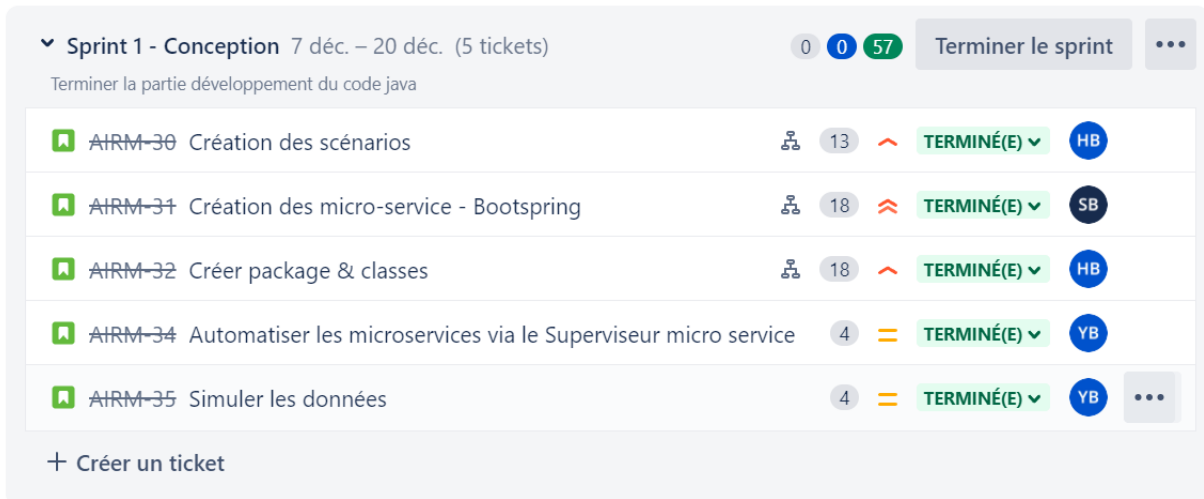 Sprint 1 - Conception 7 déc. – 20 déc. (5 tickets) 0 0 57 Terminer le sprint
Terminer la partie développement du code java
AIRM-30 Création des scénarios 13 TERMINÉ(E) HB
AIRM-31 Création des micro-service - Bootspring 18 TERMINÉ(E) SB
AIRM-32 Créer package & classes 18 TERMINÉ(E) HB
AIRM-34 Automatiser les microservices via le Superviseur micro service 4 TERMINÉ(E) YB
AIRM-35 Simuler les données 4 TERMINÉ(E) YB
+ Créer un ticket